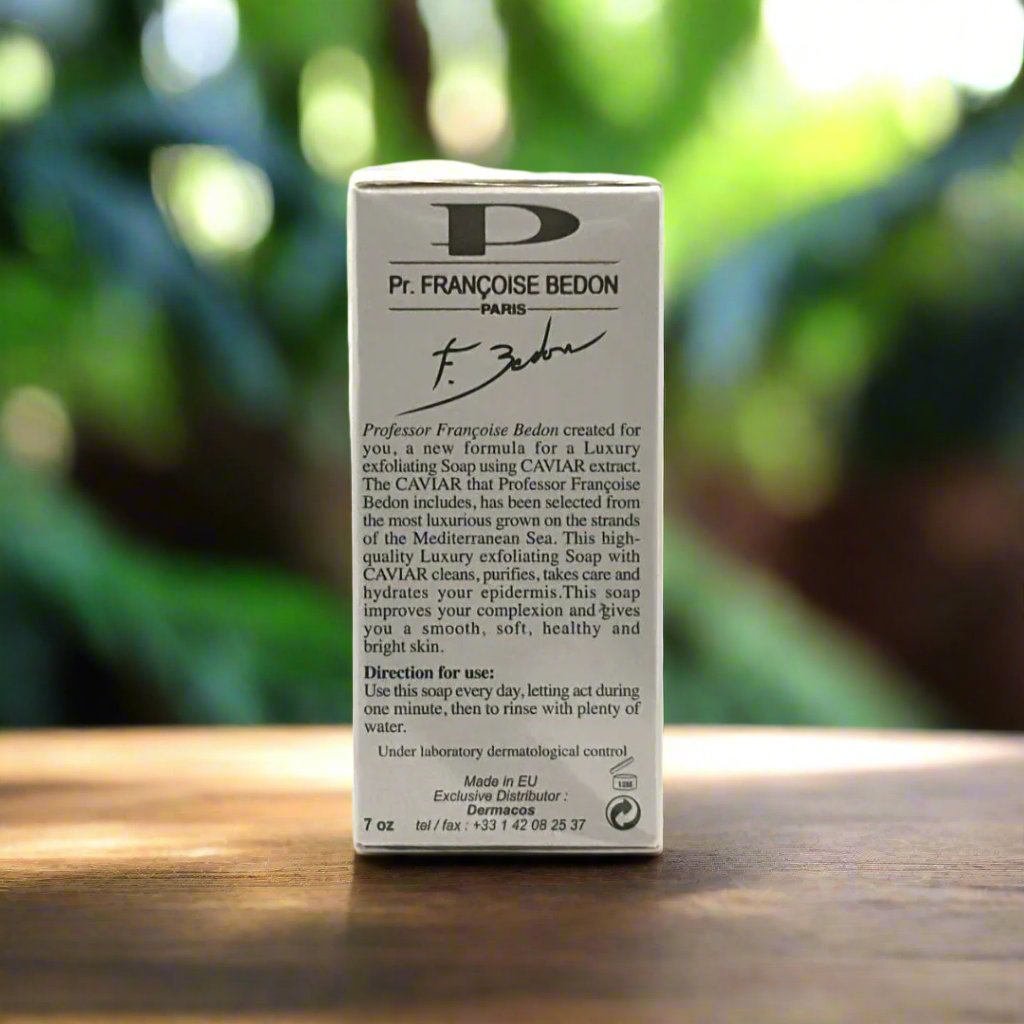 P
Pr. FRANÇOISE BEDON
PARIS
F. Bedon
Professor Françoise Bedon created for
you, a new formula for a Luxury
exfoliating Soap using CAVIAR extract.
The CAVIAR that Professor Françoise
Bedon includes, has been selected from
the most luxurious grown on the strands
of the Mediterranean Sea. This high-
quality Luxury exfoliating Soap with
CAVIAR cleans, purifies, takes care and
hydrates your epidermis.This soap
improves your complexion and gives
you a smooth, soft, healthy and
bright skin.
Direction for use:
Use this soap every day, letting act during
one minute, then to rinse with plenty of
water.
Under laboratory dermatological control
12M
Made in EU
Exclusive Distributor :
Dermacos
7 oz tel / fax : +33 1 42 08 25 37